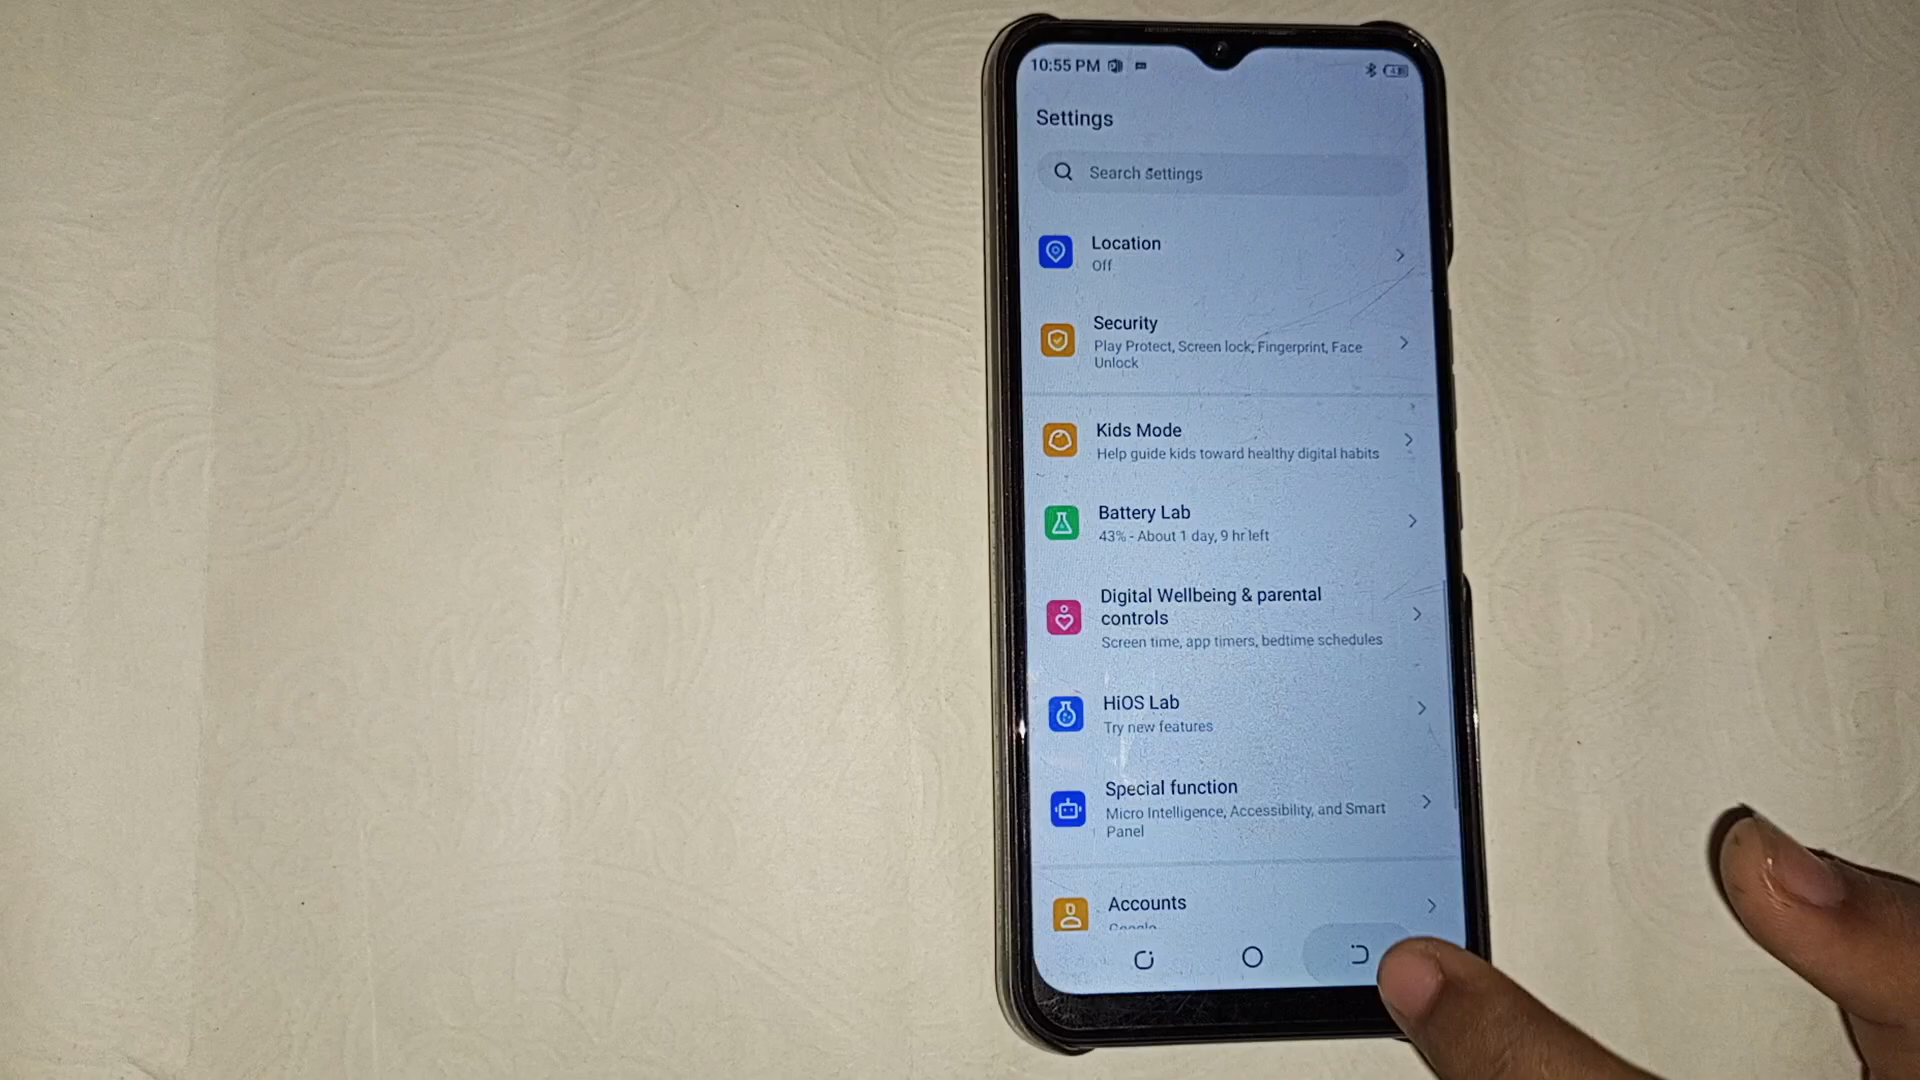 10:55 PM
Settings
Search settings
Location
Off
Security
Play Protect, Screen lock, Fingerprint, Face
Unlock
Kids Mode
Help guide kids toward healthy digital habits
Battery Lab
43% - About 1 day, 9 hr left
Digital Wellbeing & parental
controls
Screen time, app timers, bedtime schedules
HiOS Lab
Try new features
Special function
Micro Intelligence, Accessibility, and Smart
Panel
Accounts
Google